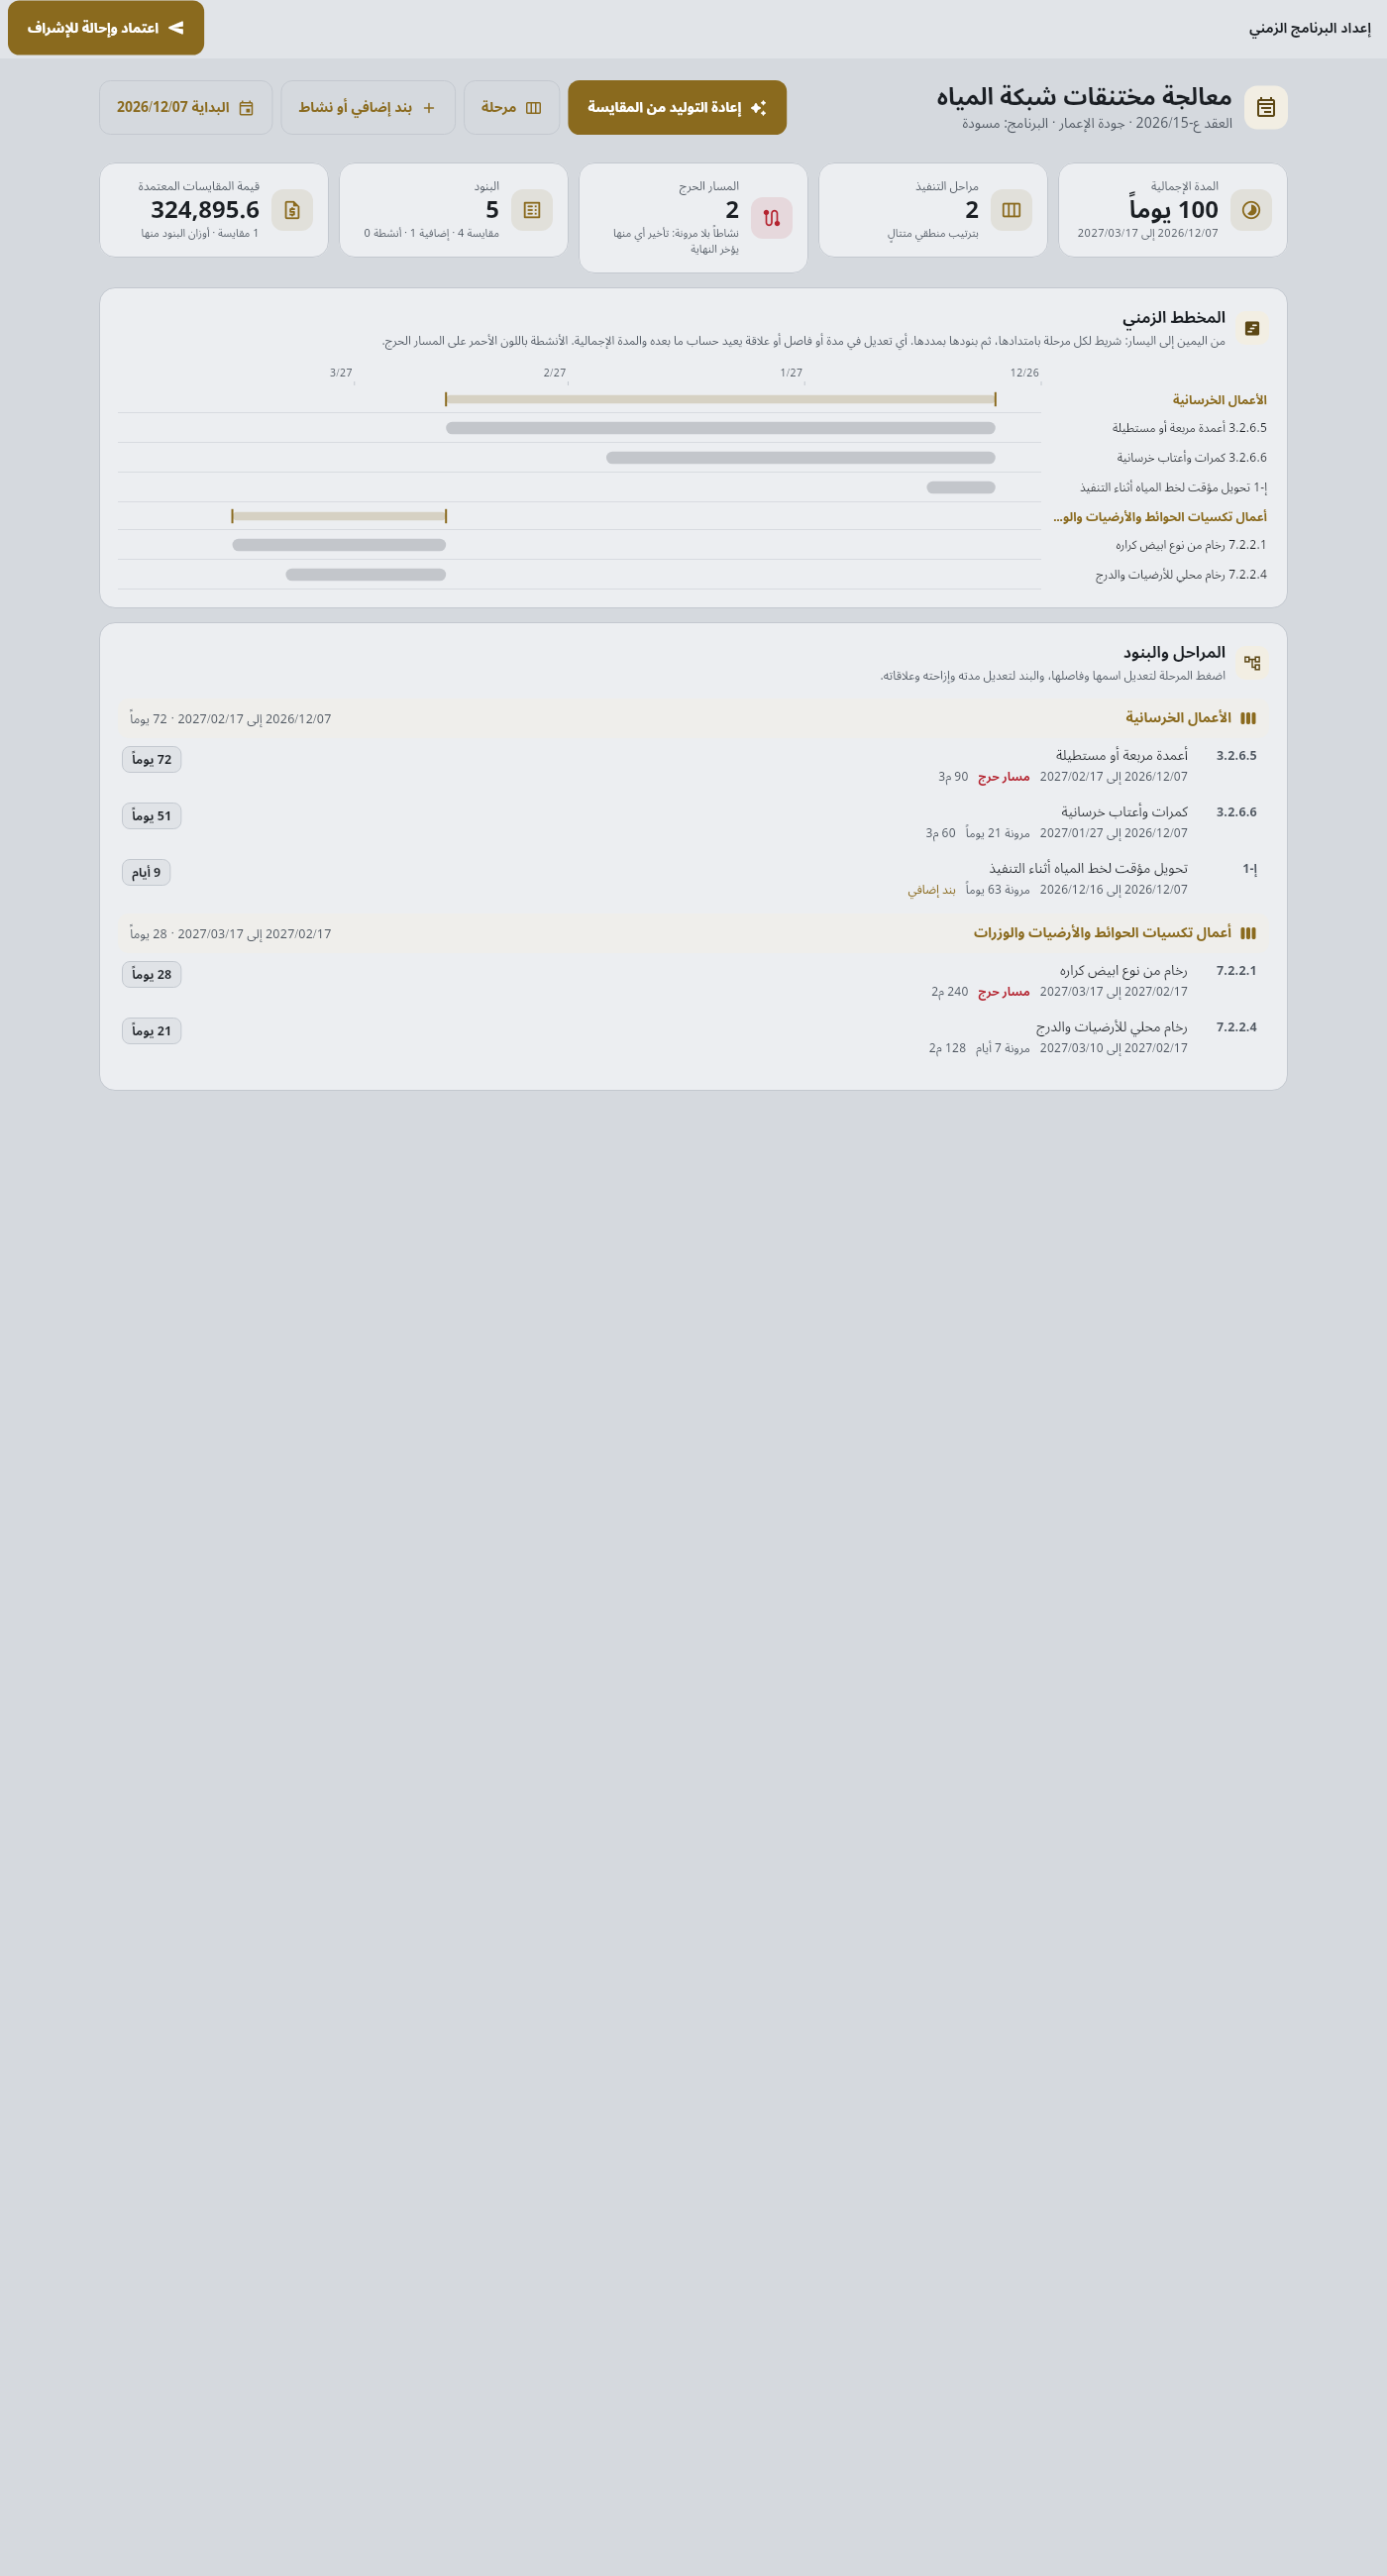 إعداد البرنامج الزمني
اعتماد وإحالة للإشراف
معالجة مختنقات شبكة المياه
العقد ع-2026/15 · جودة الإعمار · البرنامج: مسودة
إعادة التوليد من المقايسة
مرحلة
بند إضافي أو نشاط
البداية 2026/12/07
المدة الإجمالية
100 يوماً
2026/12/07 إلى 2027/03/17
مراحل التنفيذ
2
بترتيب منطقي متتالٍ
المسار الحرج
2
نشاطاً بلا مرونة: تأخير أي منها
يؤخر النهاية
البنود
5
مقايسة 4 · إضافية 1 · أنشطة 0
قيمة المقايسات المعتمدة
324,895.6
1 مقايسة · أوزان البنود منها
المخطط الزمني
من اليمين إلى اليسار: شريط لكل مرحلة بامتدادها، ثم بنودها بمددها. أي تعديل في مدة أو فاصل أو علاقة يعيد حساب ما بعده والمدة الإجمالية. الأنشطة باللون الأحمر على المسار الحرج.
12/26 1/27 2/27 3/27
الأعمال الخرسانية
3.2.6.5 أعمدة مربعة أو مستطيلة
3.2.6.6 كمرات وأعتاب خرسانية
إ-1 تحويل مؤقت لخط المياه أثناء التنفيذ
أعمال تكسيات الحوائط والأرضيات والو...
7.2.2.1 رخام من نوع ابيض كراره
7.2.2.4 رخام محلي للأرضيات والدرج
المراحل والبنود
اضغط المرحلة لتعديل اسمها وفاصلها، والبند لتعديل مدته وإزاحته وعلاقاته.
الأعمال الخرسانية
2026/12/07 إلى 2027/02/17 · 72 يوماً
3.2.6.5 أعمدة مربعة أو مستطيلة
72 يوماً
2026/12/07 إلى 2027/02/17 مسار حرج 90 م3
3.2.6.6 كمرات وأعتاب خرسانية
51 يوماً
2026/12/07 إلى 2027/01/27 مرونة 21 يوماً 60 م3
إ-1 تحويل مؤقت لخط المياه أثناء التنفيذ
9 أيام
2026/12/07 إلى 2026/12/16 مرونة 63 يوماً بند إضافي
أعمال تكسيات الحوائط والأرضيات والوزرات
2027/02/17 إلى 2027/03/17 · 28 يوماً
7.2.2.1 رخام من نوع ابيض كراره
28 يوماً
2027/02/17 إلى 2027/03/17 مسار حرج 240 م2
7.2.2.4 رخام محلي للأرضيات والدرج
21 يوماً
2027/02/17 إلى 2027/03/10 مرونة 7 أيام 128 م2